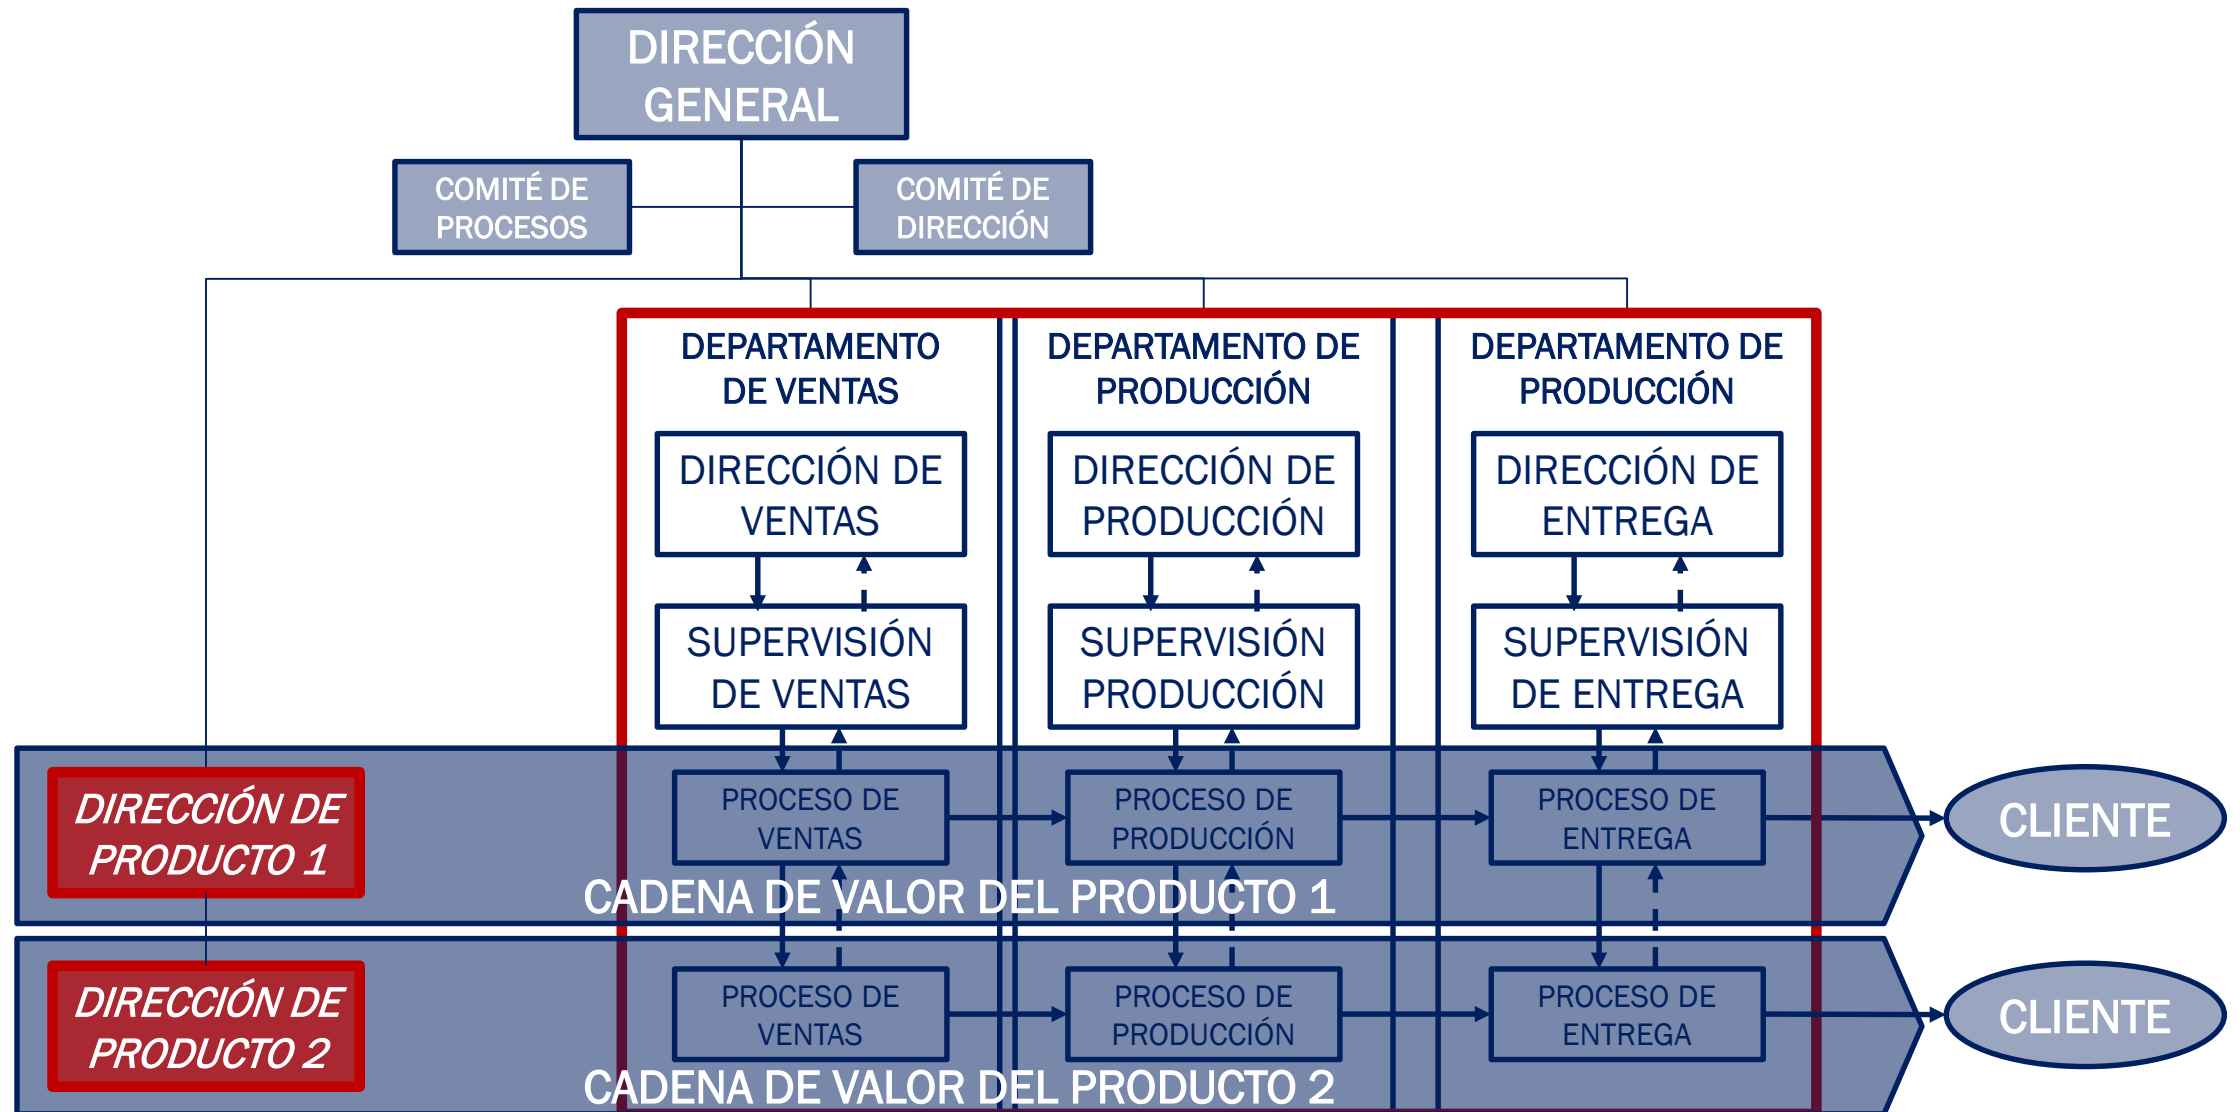 DIRECCIÓN
GENERAL
COMITÉ DE
PROCESOS
COMITÉ DE
DIRECCIÓN
DEPARTAMENTO
DE VENTAS
DEPARTAMENTO DE
PRODUCCIÓN
DEPARTAMENTO DE
PRODUCCIÓN
DIRECCIÓN DE
VENTAS
DIRECCIÓN DE
PRODUCCIÓN
DIRECCIÓN DE
ENTREGA
SUPERVISIÓN
DE VENTAS
SUPERVISIÓN
PRODUCCIÓN
SUPERVISIÓN
DE ENTREGA
DIRECCIÓN DE
PRODUCTO 1
PROCESO DE
VENTAS
PROCESO DE
PRODUCCIÓN
PROCESO DE
ENTREGA
CLIENTE
CADENA DE VALOR DEL PRODUCTO 1
DIRECCIÓN DE
PRODUCTO 2
PROCESO DE
VENTAS
PROCESO DE
PRODUCCIÓN
PROCESO DE
ENTREGA
CLIENTE
CADENA DE VALOR DEL PRODUCTO 2